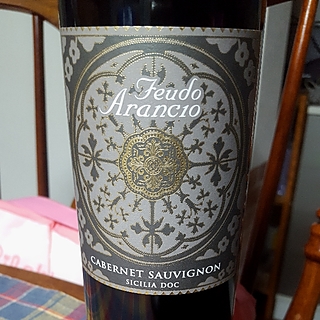 Feudo
Arancio
CABERNET SAUVIGNON
SICILIA DOC